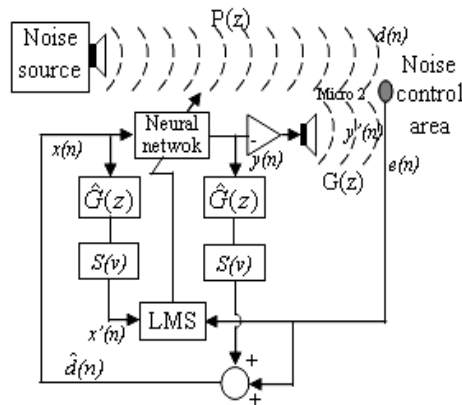 P(z)
Noise
source
d(n)
Noise
control
area
Micro 2
Neural
netwok
x(n)
y(n)
y'(n)
G(z)
e(n)
Ĝ(z)
Ĝ(z)
S(v)
S(v)
x'(n)
LMS
d̂(n)
-
+
+